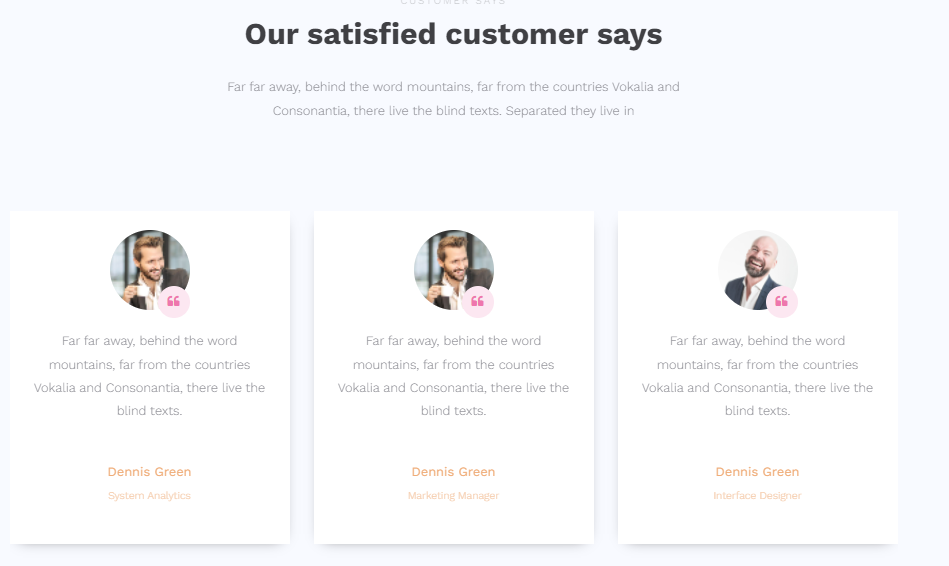 CUSTOMER SAYS
Our satisfied customer says
Far far away, behind the word mountains, far from the countries Vokalia and
Consonantia, there live the blind texts. Separated they live in
Far far away, behind the word
mountains, far from the countries
Vokalia and Consonantia, there live the
blind texts.
Dennis Green
System Analytics
Far far away, behind the word
mountains, far from the countries
Vokalia and Consonantia, there live the
blind texts.
Dennis Green
Marketing Manager
Far far away, behind the word
mountains, far from the countries
Vokalia and Consonantia, there live the
blind texts.
Dennis Green
Interface Designer